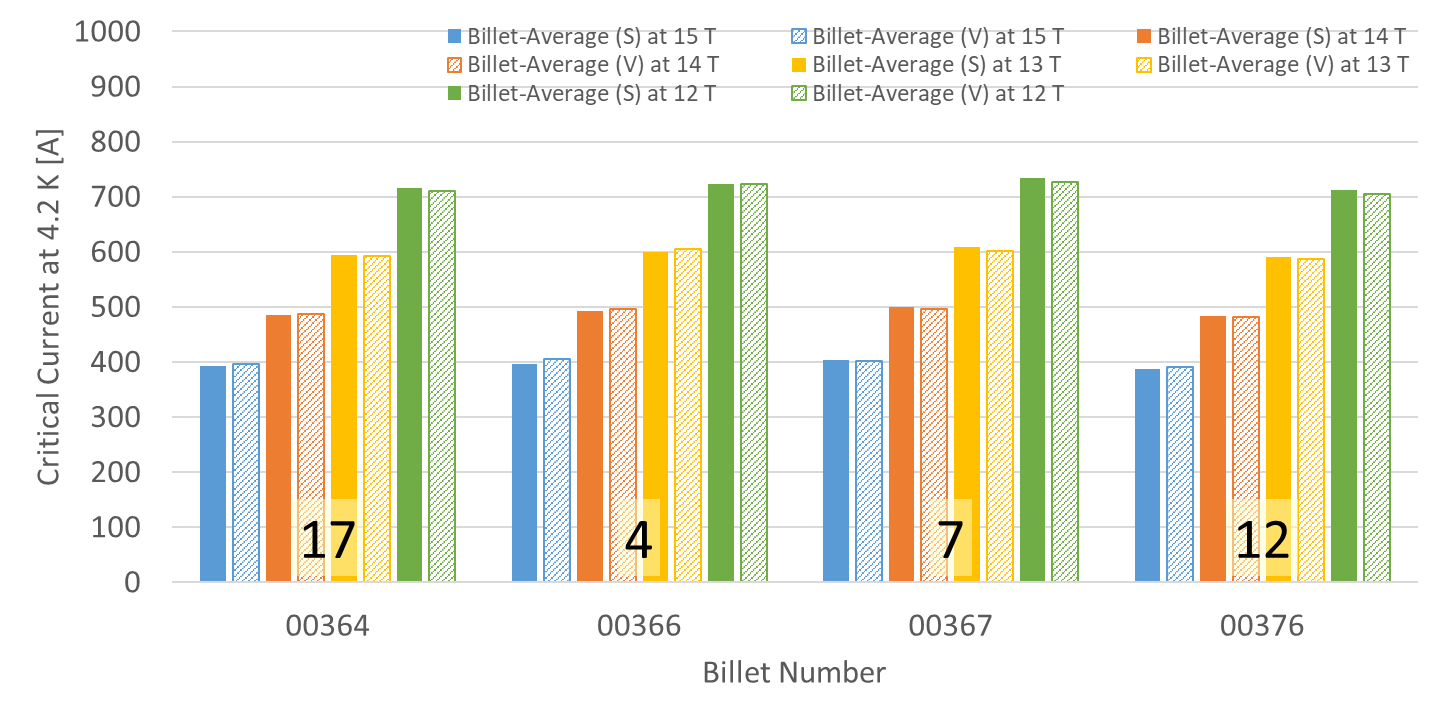 Critical Current at 4.2 K [A]
1000
900
800
700
600
500
400
300
200
100
0
Billet-Average (S) at 15 T
Billet-Average (V) at 15 T
Billet-Average (S) at 14 T
Billet-Average (V) at 14 T
Billet-Average (S) at 13 T
Billet-Average (V) at 13 T
Billet-Average (S) at 12 T
Billet-Average (V) at 12 T
17
4
7
12
00364
00366
00367
00376
Billet Number